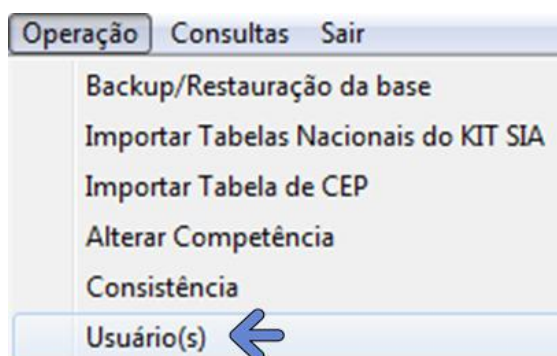 Operação Consultas Sair
Backup/Restauração da base
Importar Tabelas Nacionais do KIT SIA
Importar Tabela de CEP
Alterar Competência
Consistência
Usuário(s)